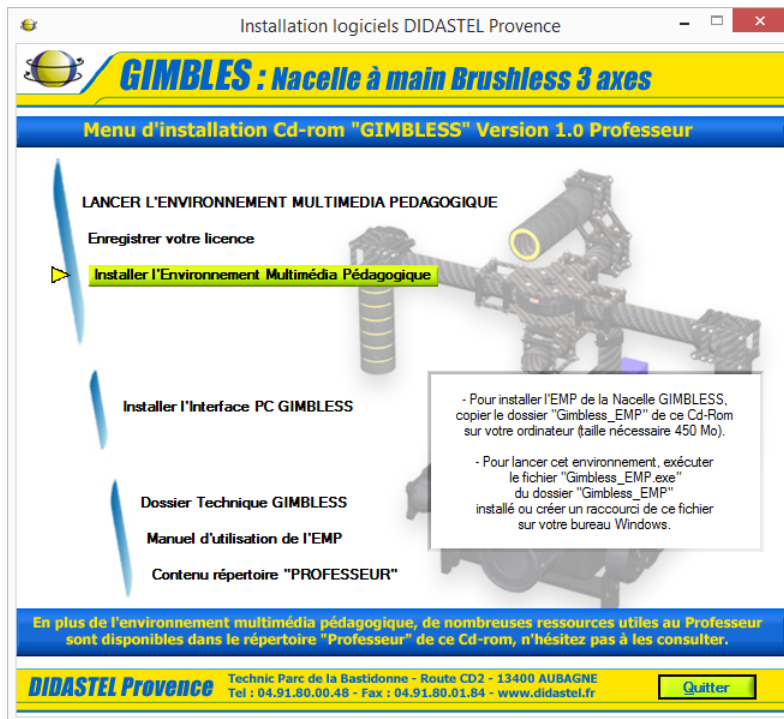 Installation logiciels DIDASTEL Provence
GIMBLES : Nacelle à main Brushless 3 axes
Menu d'installation Cd-rom "GIMBLESS" Version 1.0 Professeur
LANCER L'ENVIRONNEMENT MULTIMEDIA PEDAGOGIQUE
Enregistrer votre licence
Installer l'Environnement Multimédia Pédagogique
Installer l'Interface PC GIMBLESS
- Pour installer l'EMP de la Nacelle GIMBLESS,
copier le dossier "Gimbless_EMP" de ce Cd-Rom
sur votre ordinateur (taille nécessaire 450 Mo).
- Pour lancer cet environnement, exécuter
le fichier "Gimbless_EMP.exe"
du dossier "Gimbless_EMP"
installé ou créer un raccourci de ce fichier
sur votre bureau Windows.
Dossier Technique GIMBLESS
Manuel d'utilisation de l'EMP
Contenu répertoire "PROFESSEUR"
En plus de l'environnement multimédia pédagogique, de nombreuses ressources utiles au Professeur
sont disponibles dans le répertoire "Professeur" de ce Cd-rom, n'hésitez pas à les consulter.
DIDASTEL Provence
Technic Parc de la Bastidonne - Route CD2 - 13400 AUBAGNE
Tel : 04.91.80.00.48 - Fax : 04.91.80.01.84 - www.didastel.fr
Quitter